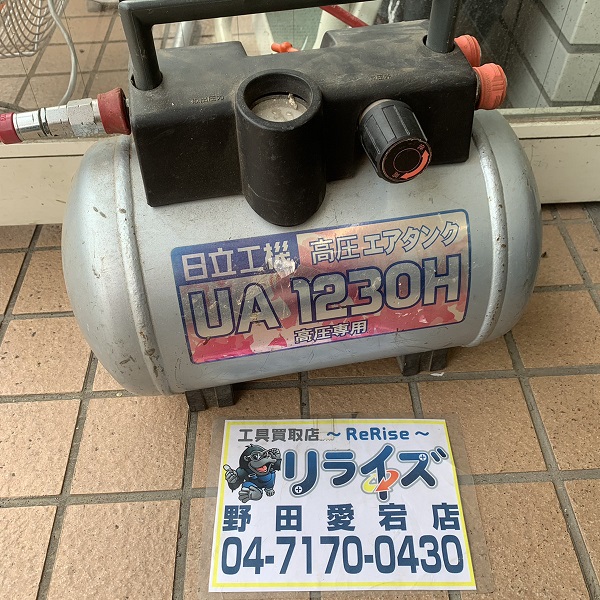 日立工機
高圧エアタンク
UA 1230H
高圧専用
工具買取店 ~ReRise~
リライズ
野田愛宕店
04-7170-0430